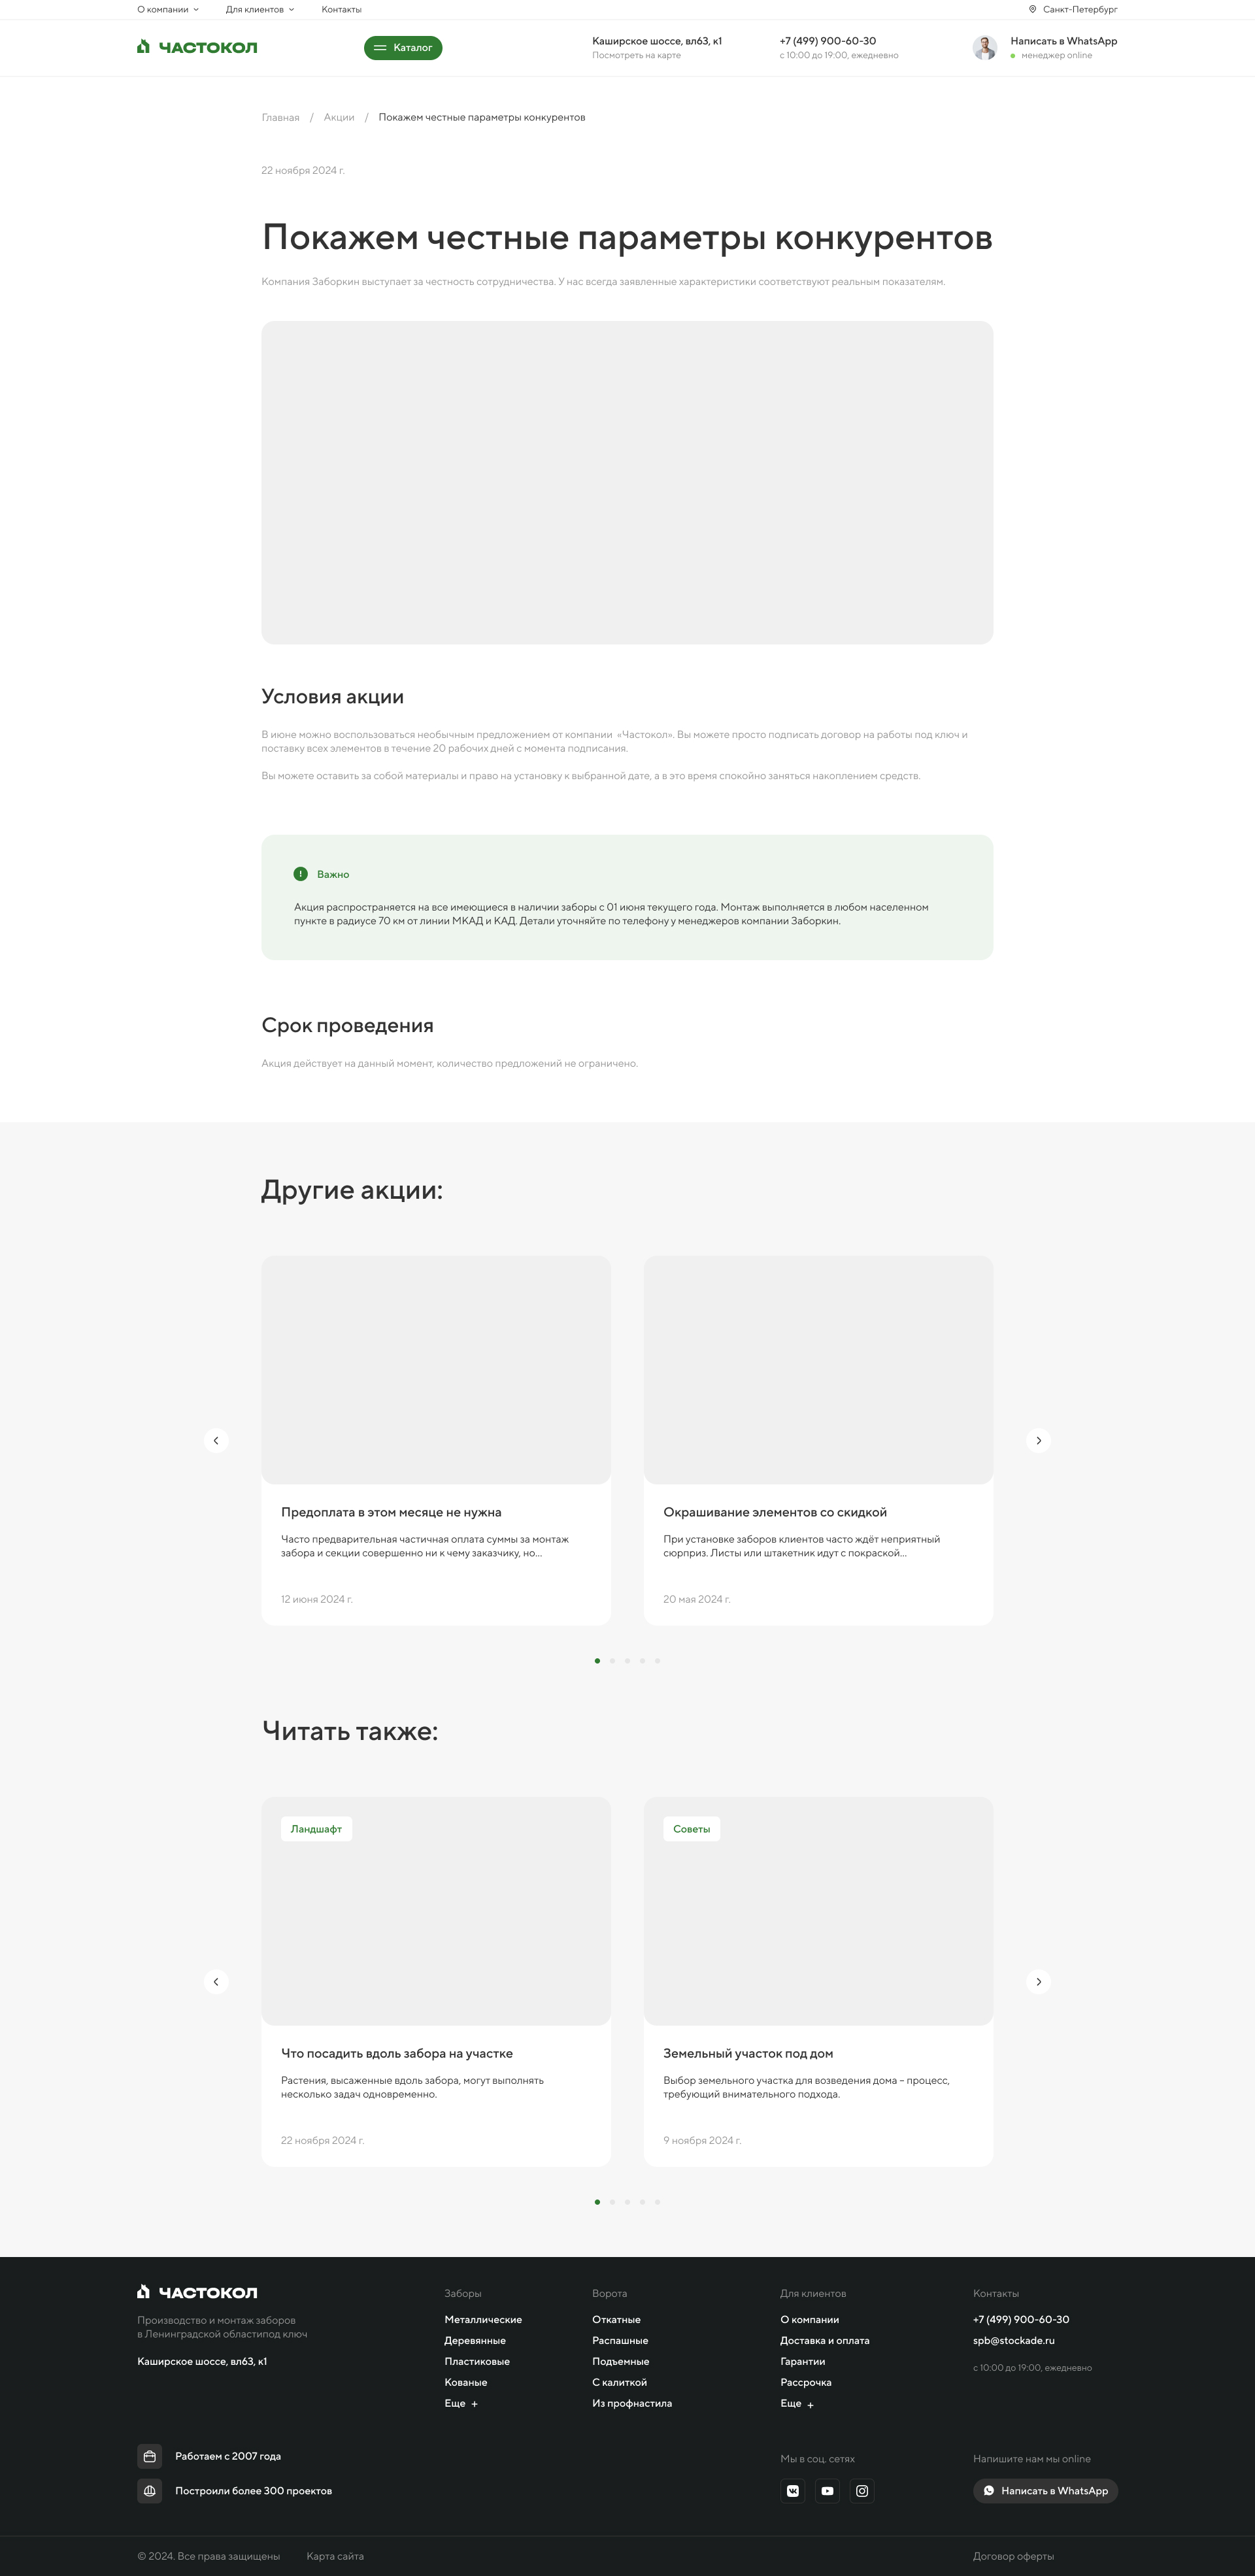 О компании
Для клиентов
Контакты
Санкт-Петербург
ЧАСТОКОЛ
Каталог
Каширское шоссе, вл63, к1
Посмотреть на карте
+7 (499) 900-60-30
с 10:00 до 19:00, ежедневно
Написать в WhatsApp
менеджер online
Главная / Акции / Покажем честные параметры конкурентов
22 ноября 2024 г.
Покажем честные параметры конкурентов
Компания Заборкин выступает за честность сотрудничества. У нас всегда заявленные характеристики соответствуют реальным показателям.
Условия акции
В июне можно воспользоваться необычным предложением от компании «Частокол». Вы можете просто подписать договор на работы под ключ и
поставку всех элементов в течение 20 рабочих дней с момента подписания.
Вы можете оставить за собой материалы и право на установку к выбранной дате, а в это время спокойно заняться накоплением средств.
Важно
Акция распространяется на все имеющиеся в наличии заборы с 01 июня текущего года. Монтаж выполняется в любом населенном
пункте в радиусе 70 км от линии МКАД и КАД. Детали уточняйте по телефону у менеджеров компании Заборкин.
Срок проведения
Акция действует на данный момент, количество предложений не ограничено.
Другие акции:
Предоплата в этом месяце не нужна
Часто предварительная частичная оплата суммы за монтаж
забора и секции совершенно ни к чему заказчику, но...
12 июня 2024 г.
Окрашивание элементов со скидкой
При установке заборов клиентов часто ждёт неприятный
сюрприз. Листы или штакетник идут с покраской...
20 мая 2024 г.
Читать также:
Ландшафт
Что посадить вдоль забора на участке
Растения, высаженные вдоль забора, могут выполнять
несколько задач одновременно.
22 ноября 2024 г.
Советы
Земельный участок под дом
Выбор земельного участка для возведения дома – процесс,
требующий внимательного подхода.
9 ноября 2024 г.
ЧАСТОКОЛ
Производство и монтаж заборов
в Ленинградской областипод ключ
Каширское шоссе, вл63, к1
Заборы
Металлические
Деревянные
Пластиковые
Кованые
Еще +
Ворота
Откатные
Распашные
Подъемные
С калиткой
Из профнастила
Для клиентов
О компании
Доставка и оплата
Гарантии
Рассрочка
Еще +
Контакты
+7 (499) 900-60-30
spb@stockade.ru
с 10:00 до 19:00, ежедневно
Работаем с 2007 года
Построили более 300 проектов
Мы в соц. сетях
Напишите нам мы online
Написать в WhatsApp
© 2024. Все права защищены
Карта сайта
Договор оферты